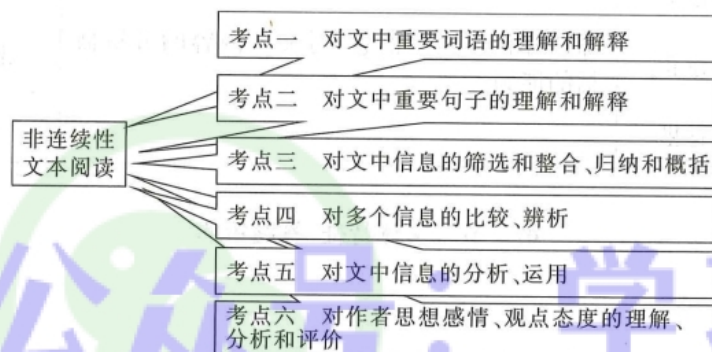 考点一 对文中重要词语的理解和解释
考点二 对文中重要句子的理解和解释
非连续性
文本阅读
考点三 对文中信息的筛选和整合、归纳和概括
考点四 对多个信息的比较、辨析
考点五 对文中信息的分析、运用
考点六 对作者思想感情、观点态度的理解、
分析和评价
公众号：学